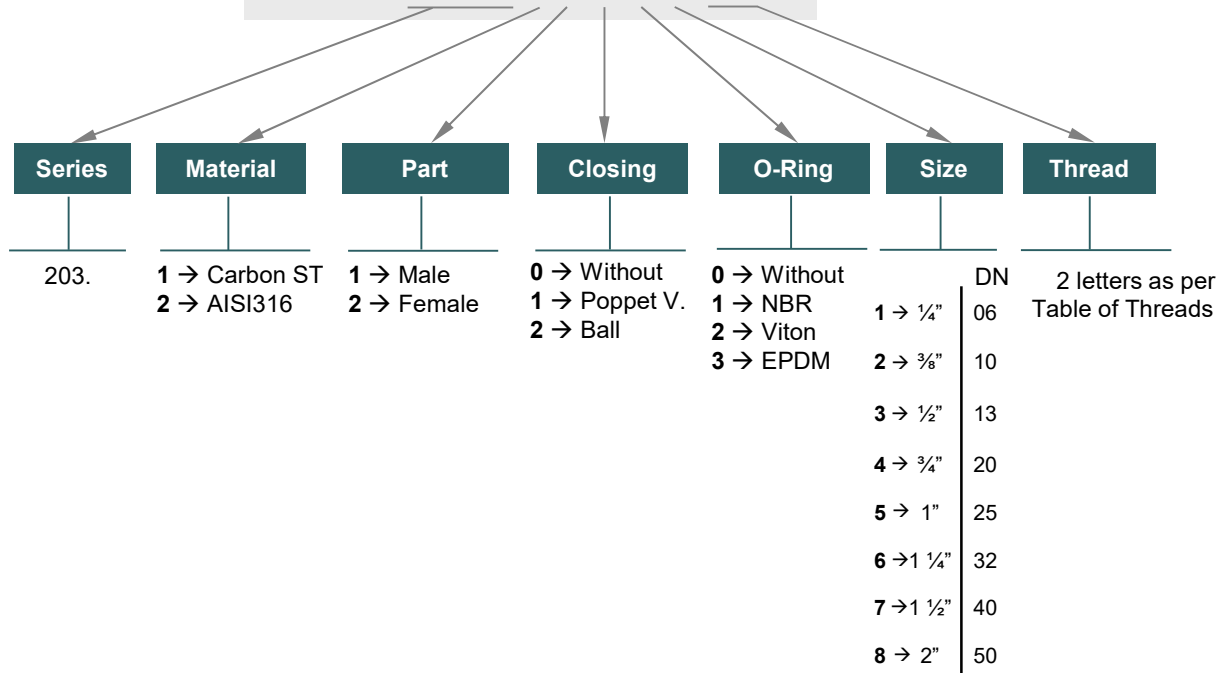 Series
Material
Part
Closing
O-Ring
Size
Thread
203.
1 → Carbon ST
2 → AISI316
1 → Male
2 → Female
0 → Without
1 → Poppet V.
2 → Ball
0 → Without
1 → NBR
2 → Viton
3 → EPDM
DN
1 → ¼” 06
2 → ⅜” 10
3 → ½” 13
4 → ¾” 20
5 → 1” 25
6 →1 ¼” 32
7 →1 ½” 40
8 → 2” 50
2 letters as per
Table of Threads